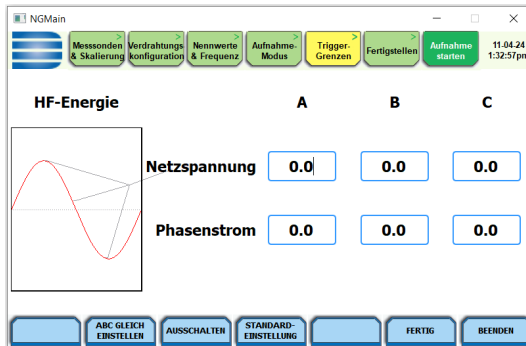 NGMain
Messsonden
& Skalierung
Verdrahtungs
konfiguration
Nennwerte
& Frequenz
Aufnahme-
Modus
Trigger-
Grenzen
Fertigstellen
Aufnahme
starten
11-04-24
1:32:57pm
HF-Energie
A B C
Netzspannung 0.0 0.0 0.0
Phasenstrom 0.0 0.0 0.0
ABC GLEICH
EINSTELLEN
AUSSCHALTEN
STANDARD-
EINSTELLUNG
FERTIG
BEENDEN